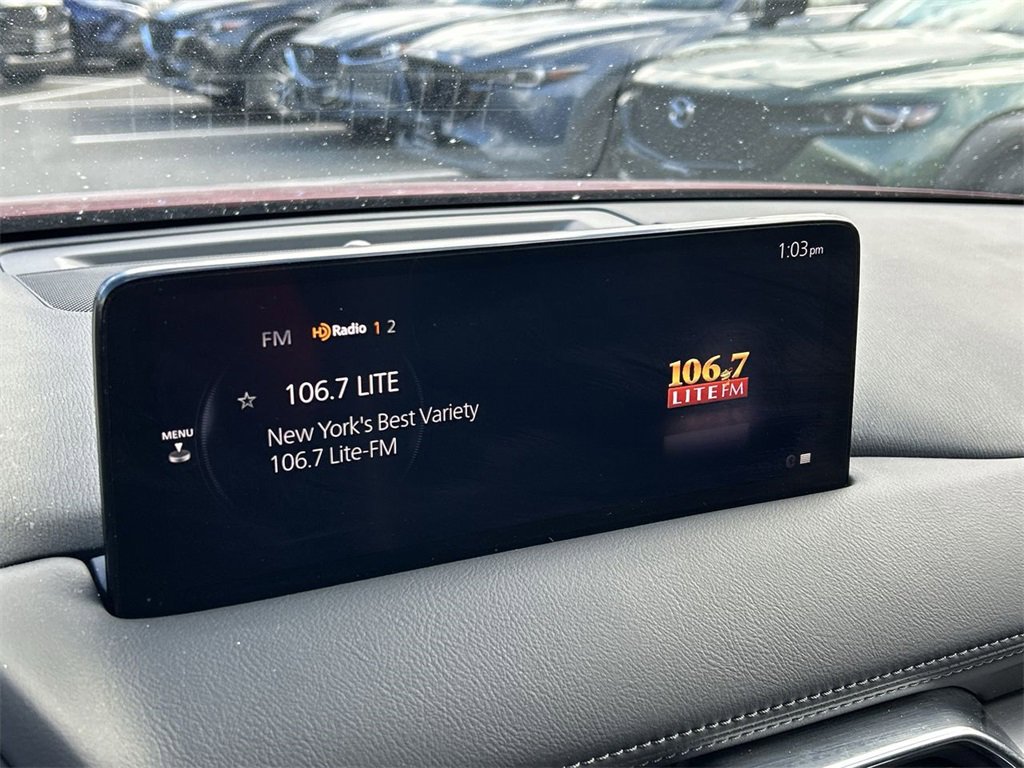 1:03pm
FM HD Radio 1 2
106.7 LITE
MENU
New York's Best Variety
106.7 Lite-FM
106.7
LITE FM